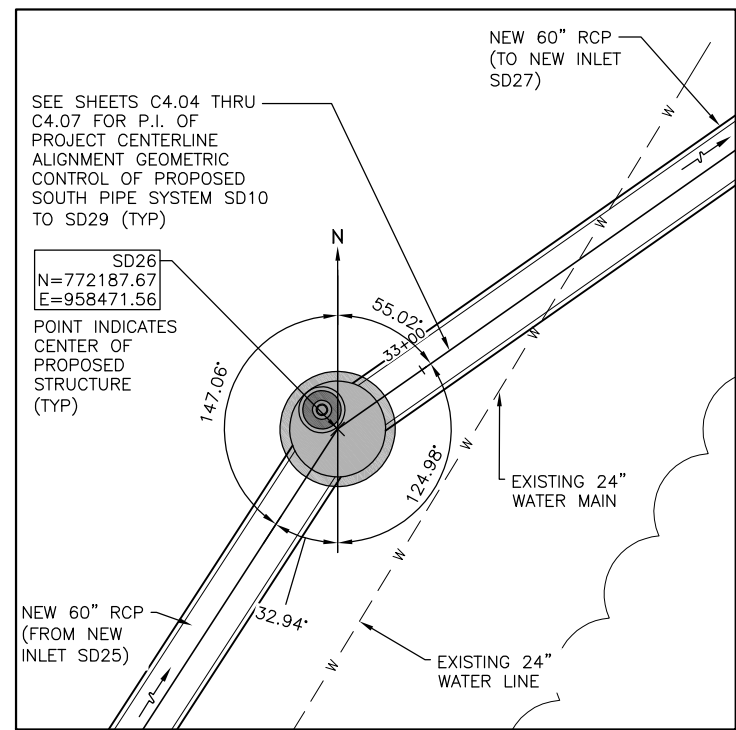 NEW 60" RCP
(TO NEW INLET
SD27)
SEE SHEETS C4.04 THRU
C4.07 FOR P.I. OF
PROJECT CENTERLINE
ALIGNMENT GEOMETRIC
CONTROL OF PROPOSED
SOUTH PIPE SYSTEM SD10
TO SD29 (TYP)
W
W
N
SD26
N=772187.67
E=958471.56
55.02°
33+00
W
POINT INDICATES
CENTER OF
PROPOSED
STRUCTURE
(TYP)
147.06°
W
124.98°
EXISTING 24"
WATER MAIN
W
NEW 60" RCP
(FROM NEW
INLET SD25)
32.94°
W
EXISTING 24"
WATER LINE